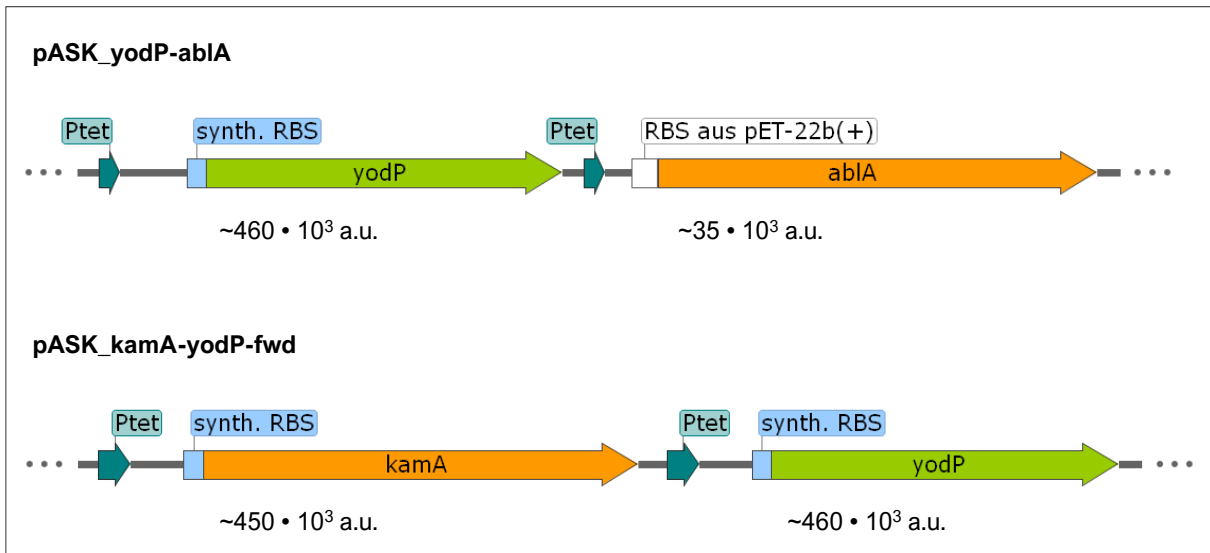 pASK_yodP-ablA
Ptet synth. RBS Ptet RBS aus pET-22b(+)
yodP ablA
~460 • 10³ a.u. ~35 • 10³ a.u.
pASK_kamA-yodP-fwd
Ptet synth. RBS Ptet synth. RBS
kamA yodP
~450 • 10³ a.u. ~460 • 10³ a.u.